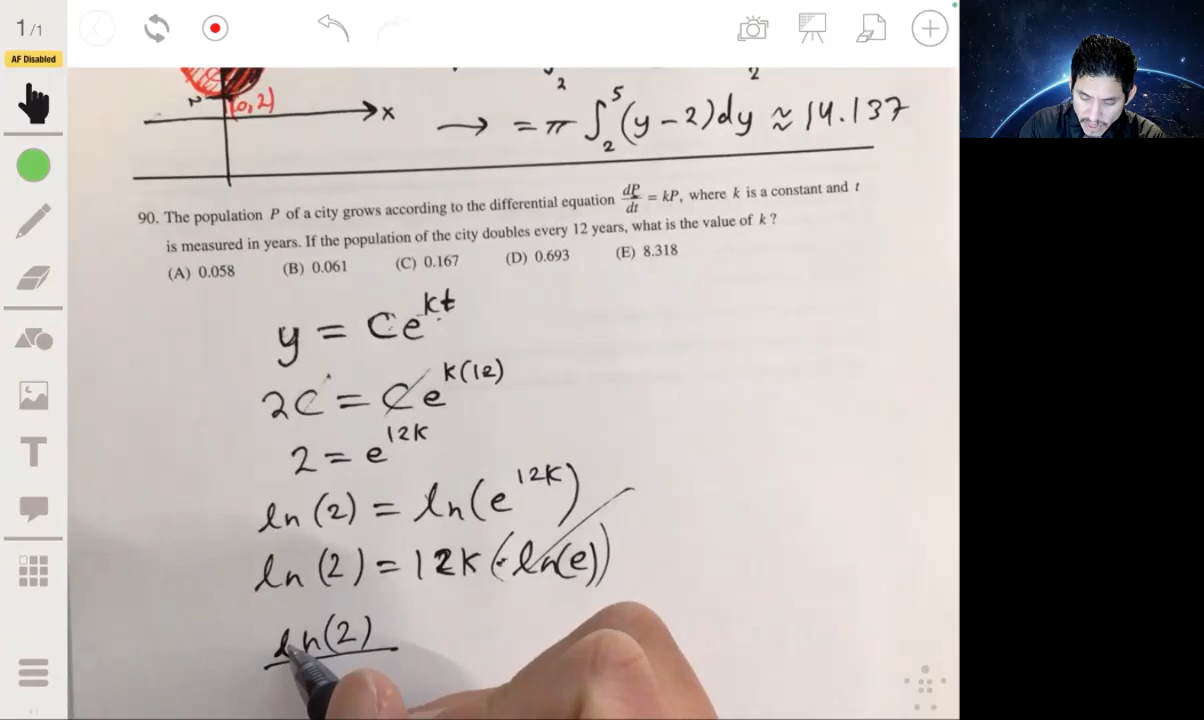 1/1
AF Disabled
2
2
(0,2)
x
→ = π ∫₂⁵ (y - 2) dy ≈ 14.137
90. The population P of a city grows according to the differential equation dP/dt = kP, where k is a constant and t
is measured in years. If the population of the city doubles every 12 years, what is the value of k ?
(A) 0.058 (B) 0.061 (C) 0.167 (D) 0.693 (E) 8.318
y = Ce^kt
2C = Ce^k(12)
2 = e^12k
ln(2) = ln(e^12k)
ln(2) = 12k(·ln(e))
ln(2)
T